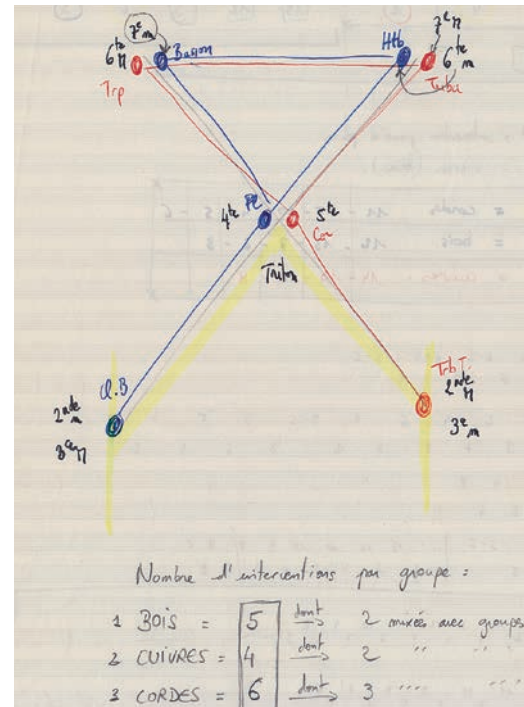 7e m
7e M
6te M
Basson
Htb
6te m
Trp
Tuba
4te
Fl
5te
Cor
Triton
Cl.B
Trb T.
2nde m
2nde M
3ce M
3ce m
Nombre d'interventions par groupe :
1 BOIS = 5 dont 2 mixées avec groupes
2 CUIVRES = 4 dont 2 " "
3 CORDES = 6 dont 3 " "